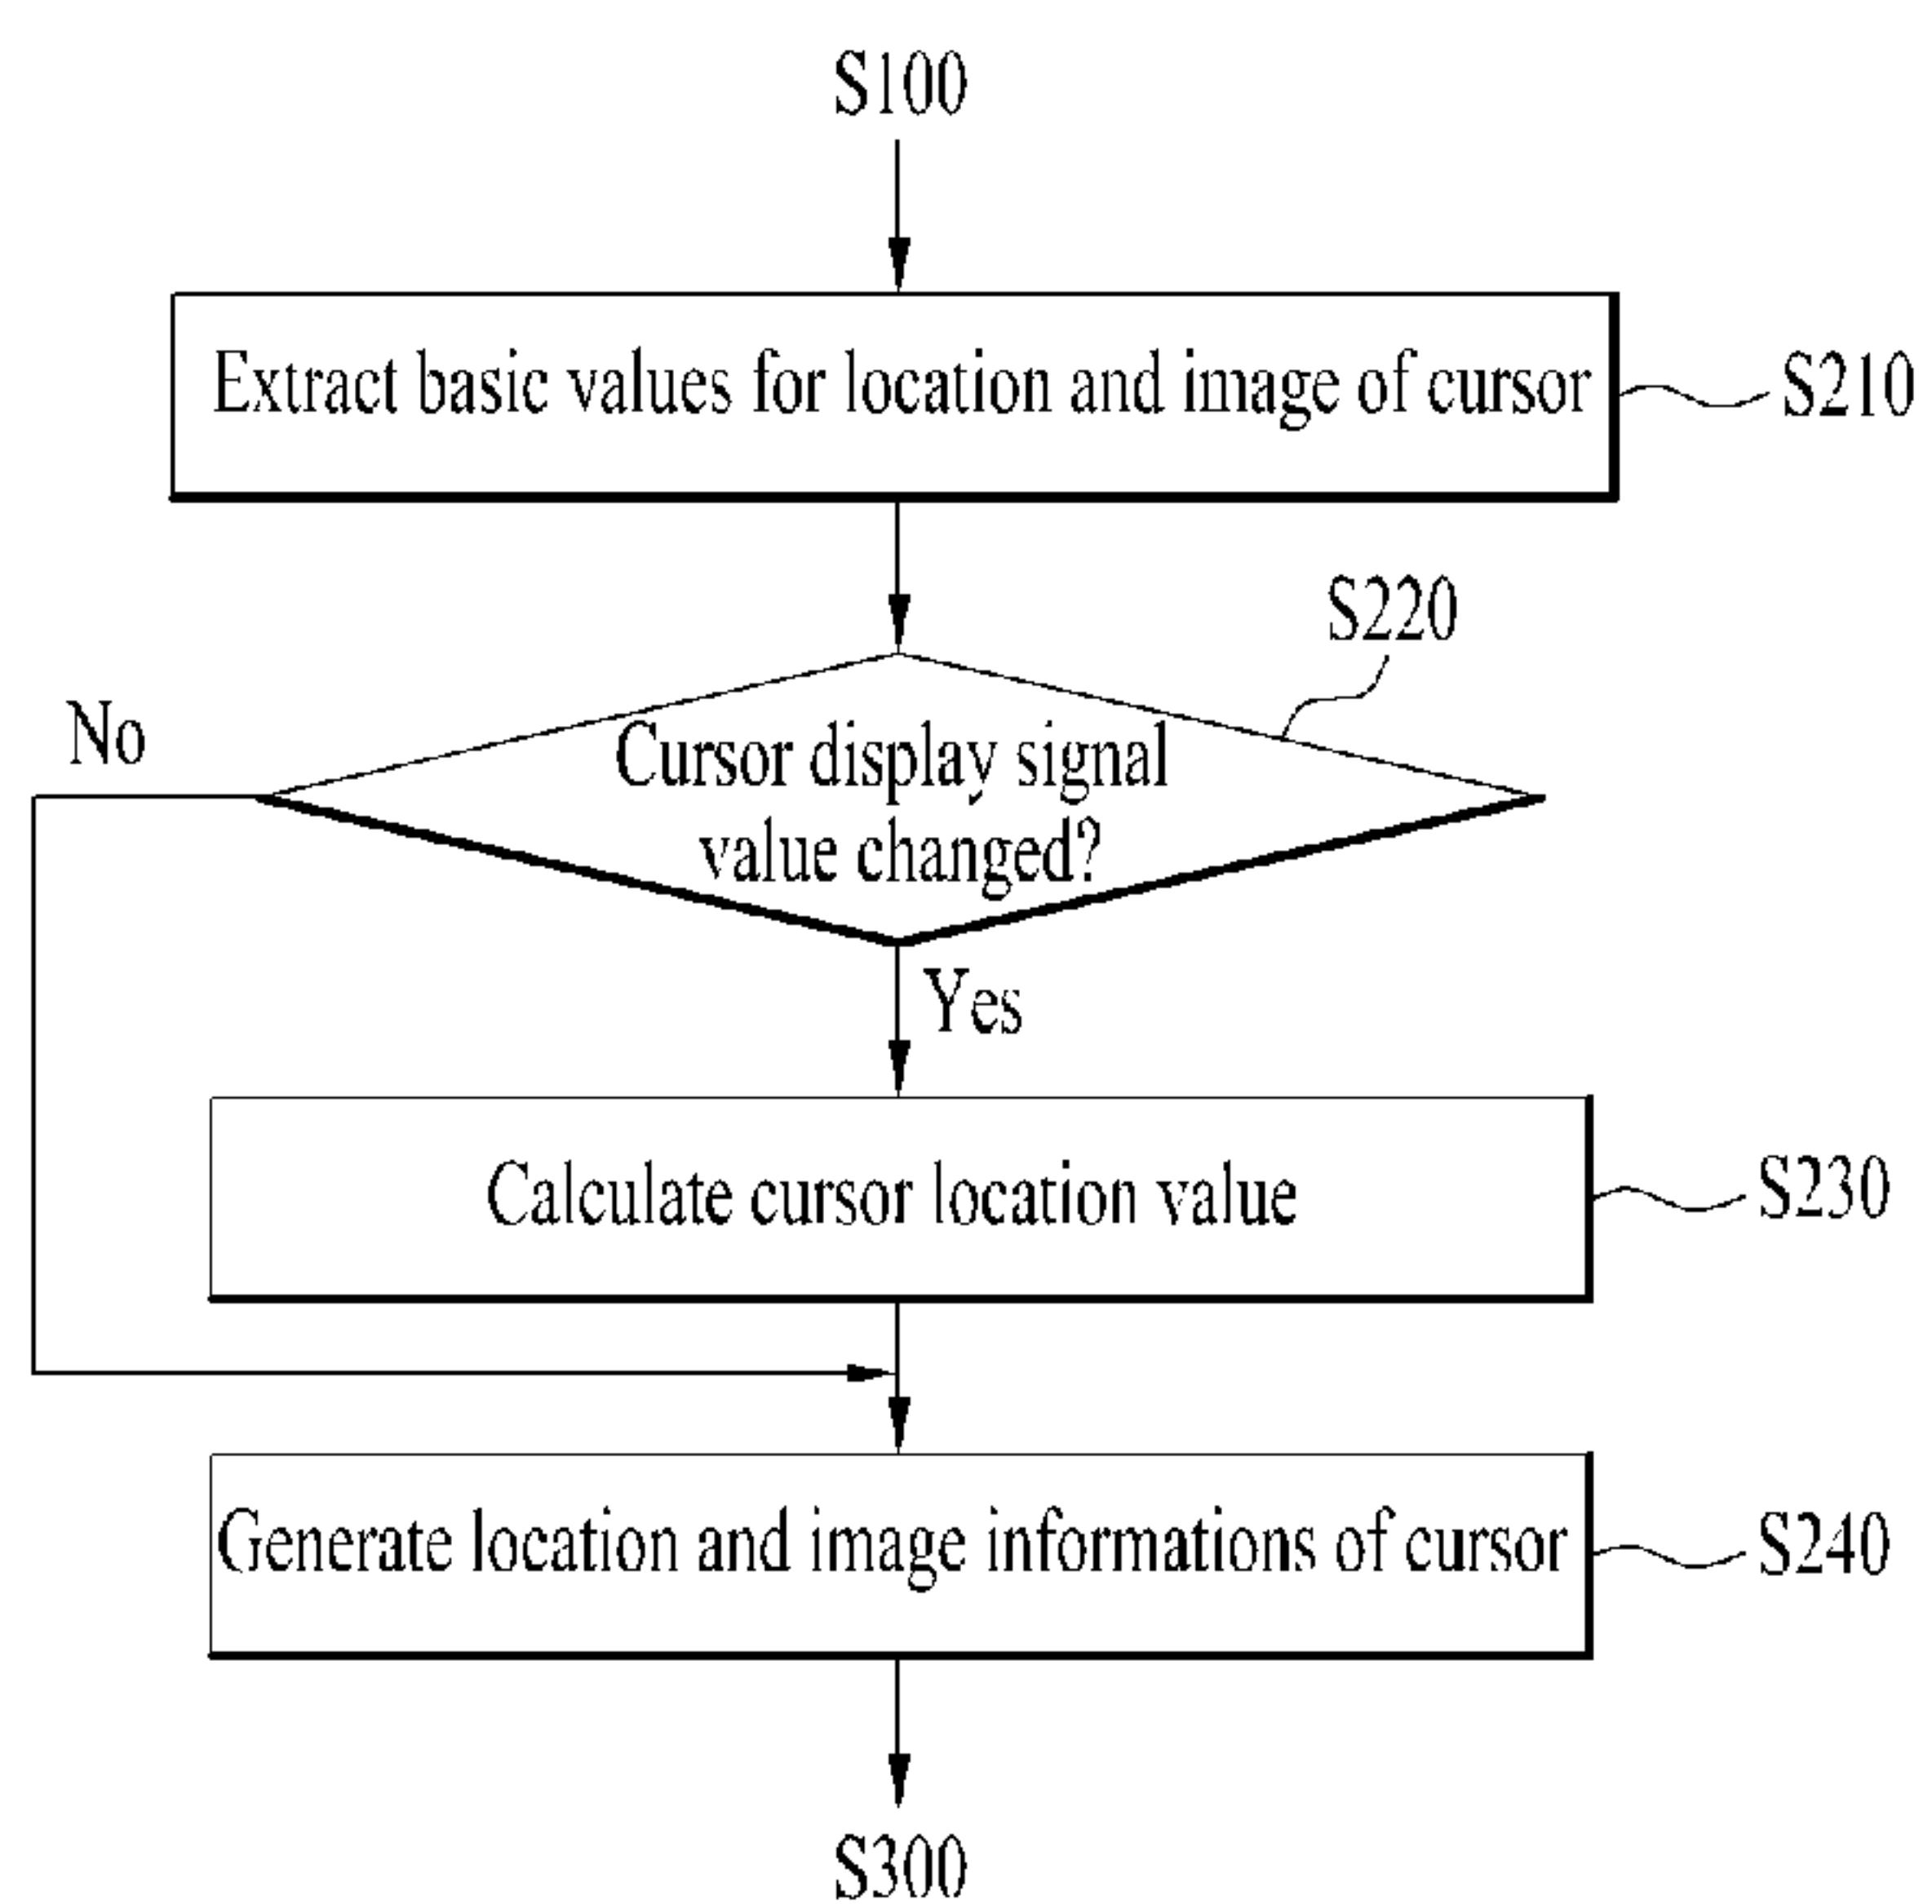 S100
Extract basic values for location and image of cursor
S210
S220
No
Cursor display signal
value changed?
Yes
Calculate cursor location value
S230
Generate location and image informations of cursor
S240
S300